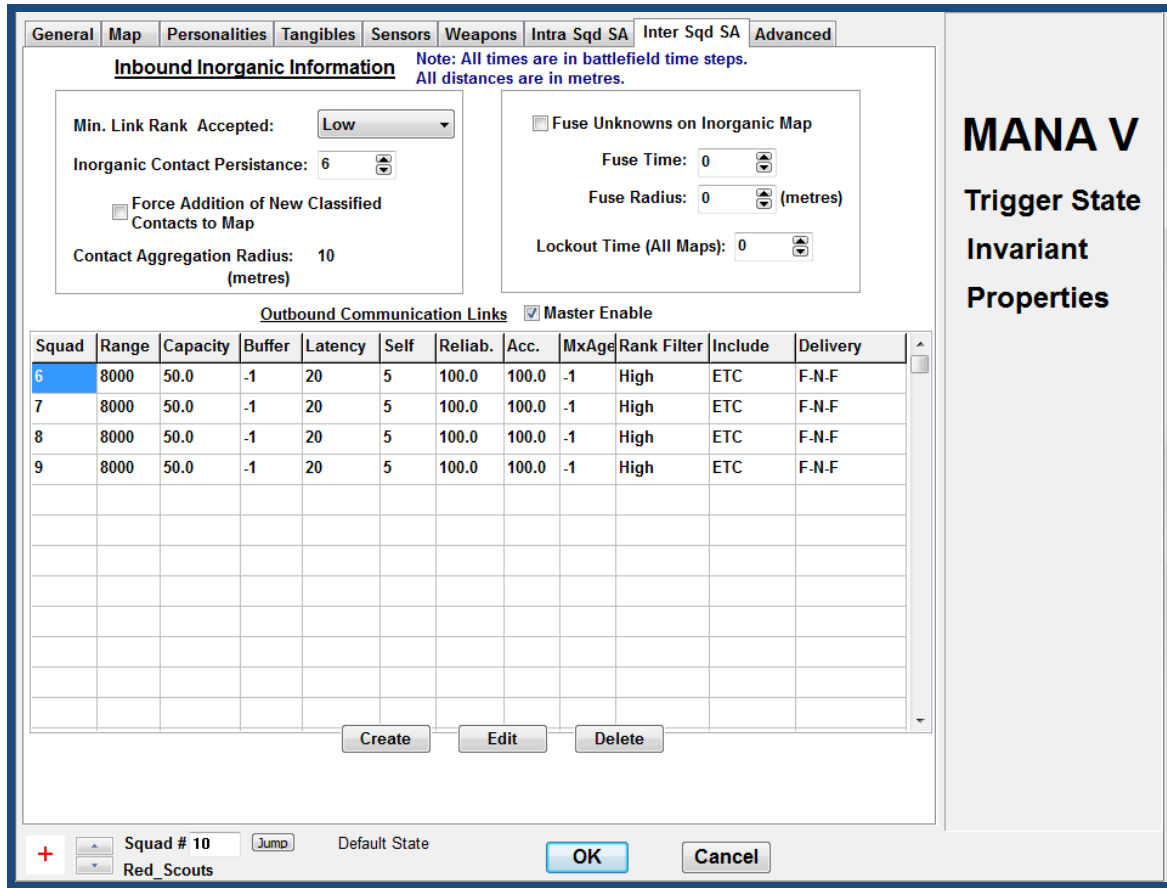 General Map Personalities Tangibles Sensors Weapons Intra Sqd SA Inter Sqd SA Advanced
Inbound Inorganic Information
Note: All times are in battlefield time steps.
All distances are in metres.
Min. Link Rank Accepted: Low
Inorganic Contact Persistance: 6
Force Addition of New Classified
Contacts to Map
Contact Aggregation Radius: 10
(metres)
Fuse Unknowns on Inorganic Map
Fuse Time: 0
Fuse Radius: 0 (metres)
Lockout Time (All Maps): 0
Outbound Communication Links Master Enable
Squad Range Capacity Buffer Latency Self Reliab. Acc. MxAge Rank Filter Include Delivery
6 8000 50.0 -1 20 5 100.0 100.0 -1 High ETC F-N-F
7 8000 50.0 -1 20 5 100.0 100.0 -1 High ETC F-N-F
8 8000 50.0 -1 20 5 100.0 100.0 -1 High ETC F-N-F
9 8000 50.0 -1 20 5 100.0 100.0 -1 High ETC F-N-F
Create Edit Delete
Squad # 10 Jump Default State
Red_Scouts
OK Cancel
MANA V
Trigger State
Invariant
Properties